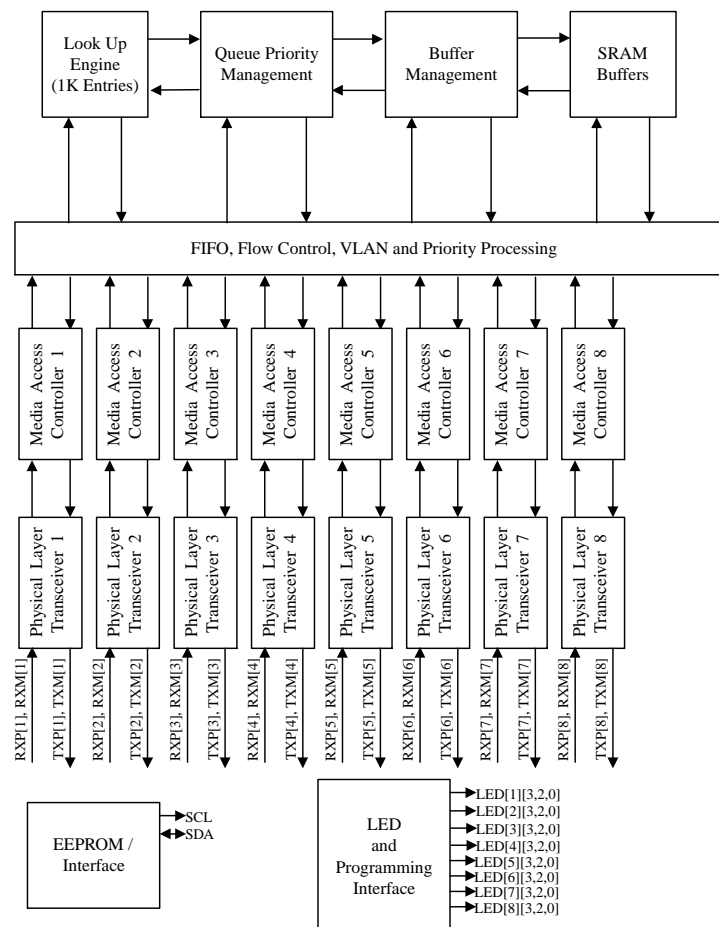 Look Up
Engine
(1K Entries)
Queue Priority
Management
Buffer
Management
SRAM
Buffers
FIFO, Flow Control, VLAN and Priority Processing
Media Access
Controller 1
Media Access
Controller 2
Media Access
Controller 3
Media Access
Controller 4
Media Access
Controller 5
Media Access
Controller 6
Media Access
Controller 7
Media Access
Controller 8
Physical Layer
Transceiver 1
Physical Layer
Transceiver 2
Physical Layer
Transceiver 3
Physical Layer
Transceiver 4
Physical Layer
Transceiver 5
Physical Layer
Transceiver 6
Physical Layer
Transceiver 7
Physical Layer
Transceiver 8
RXP[1], RXM[1]
TXP[1], TXM[1]
RXP[2], RXM[2]
TXP[2], TXM[2]
RXP[3], RXM[3]
TXP[3], TXM[3]
RXP[4], RXM[4]
TXP[4], TXM[4]
RXP[5], RXM[5]
TXP[5], TXM[5]
RXP[6], RXM[6]
TXP[6], TXM[6]
RXP[7], RXM[7]
TXP[7], TXM[7]
RXP[8], RXM[8]
TXP[8], TXM[8]
EEPROM /
Interface
SCL
SDA
LED
and
Programming
Interface
LED[1][3,2,0]
LED[2][3,2,0]
LED[3][3,2,0]
LED[4][3,2,0]
LED[5][3,2,0]
LED[6][3,2,0]
LED[7][3,2,0]
LED[8][3,2,0]